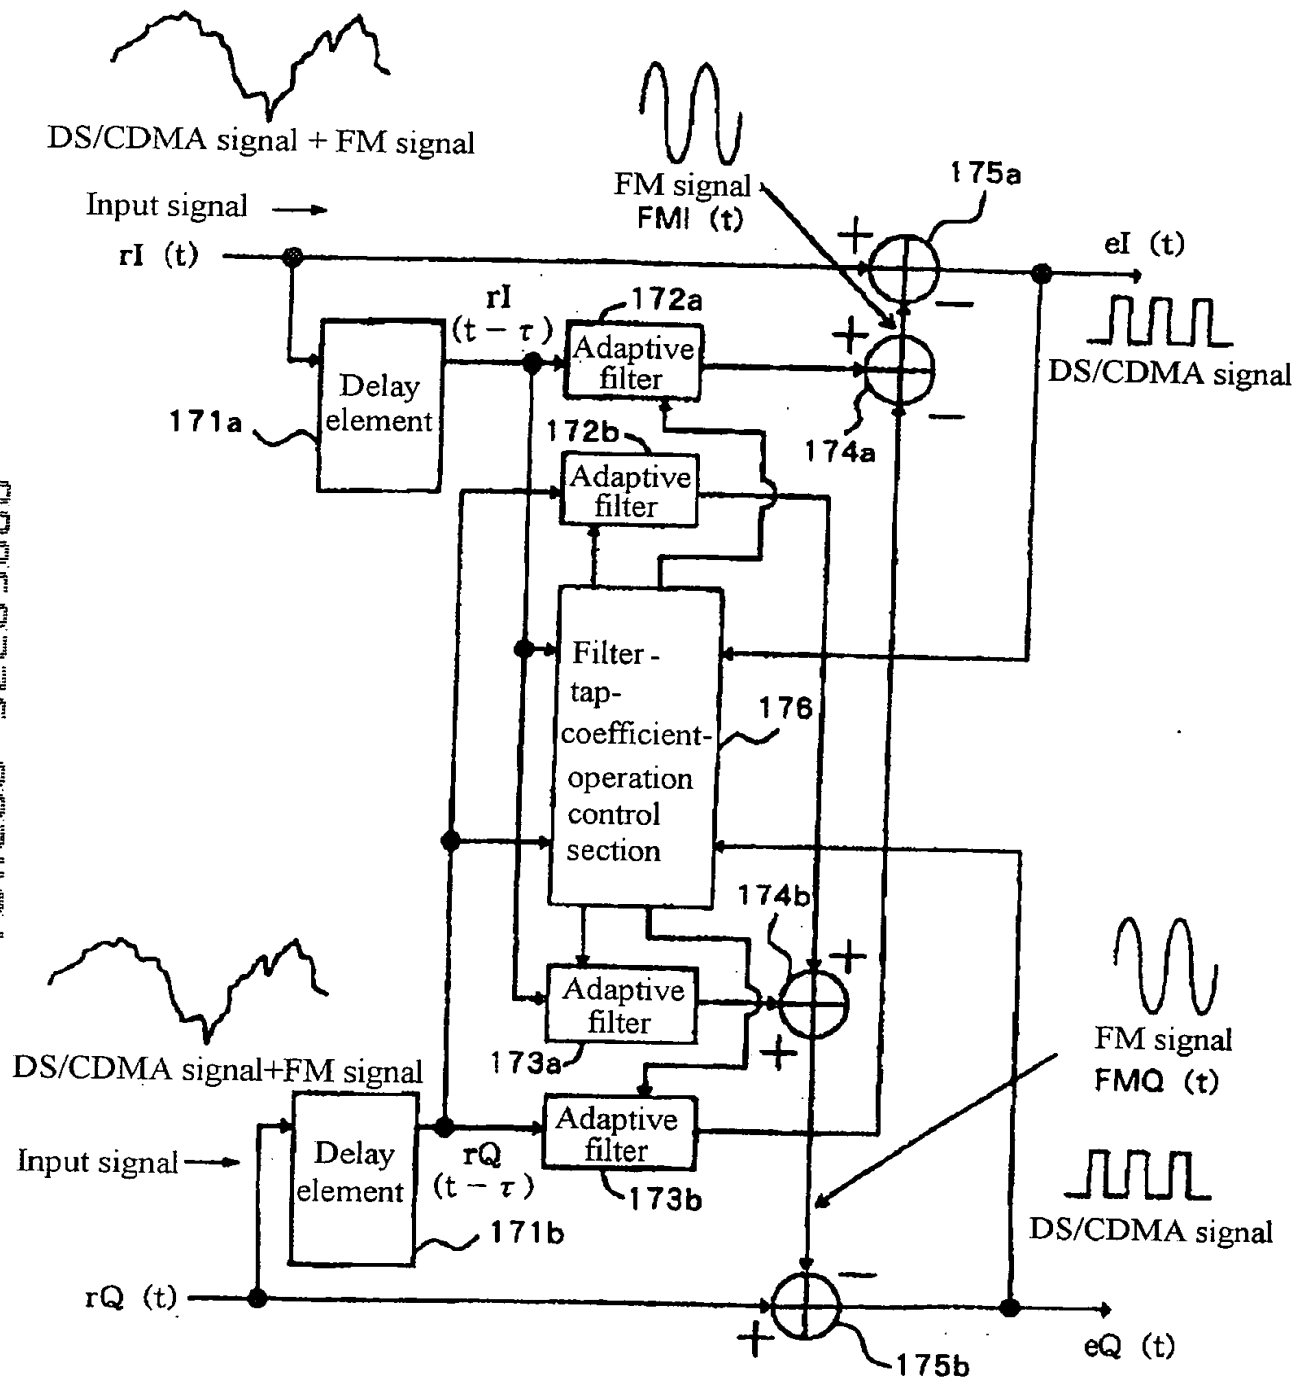 DS/CDMA signal + FM signal
Input signal
rI (t)
FM signal
FMI (t)
175a
+
eI (t)
−
DS/CDMA signal
rI
(t − τ)
172a
Adaptive
filter
+
−
174a
Delay
element
171a
172b
Adaptive
filter
Filter-
tap-
coefficient-
operation
control
section
176
174b
+
+
Adaptive
filter
173a
FM signal
FMQ (t)
DS/CDMA signal+FM signal
Input signal
Delay
element
171b
rQ
(t − τ)
Adaptive
filter
173b
DS/CDMA signal
rQ (t)
−
+
175b
eQ (t)